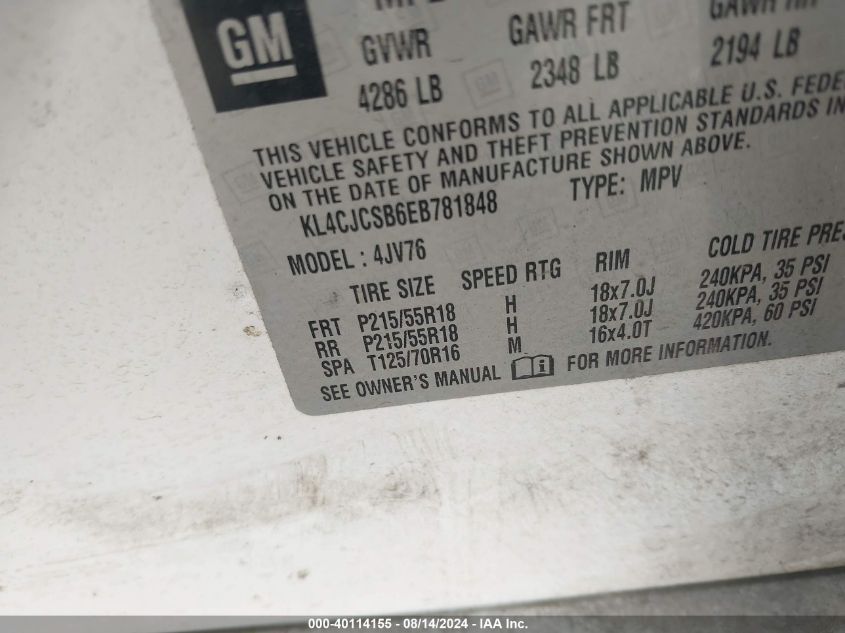 GM
GVWR GAWR FRT GAWR RR
4286 LB 2348 LB 2194 LB
THIS VEHICLE CONFORMS TO ALL APPLICABLE U.S. FEDE
VEHICLE SAFETY AND THEFT PREVENTION STANDARDS IN
ON THE DATE OF MANUFACTURE SHOWN ABOVE.
KL4CJCSB6EB781848 TYPE: MPV
MODEL : 4JV76
TIRE SIZE SPEED RTG RIM COLD TIRE PRE
FRT P215/55R18 H 18x7.0J 240KPA, 35 PSI
RR P215/55R18 H 18x7.0J 240KPA, 35 PSI
SPA T125/70R16 M 16x4.0T 420KPA, 60 PSI
SEE OWNER'S MANUAL i FOR MORE INFORMATION.
000-40114155 - 08/14/2024 - IAA Inc.